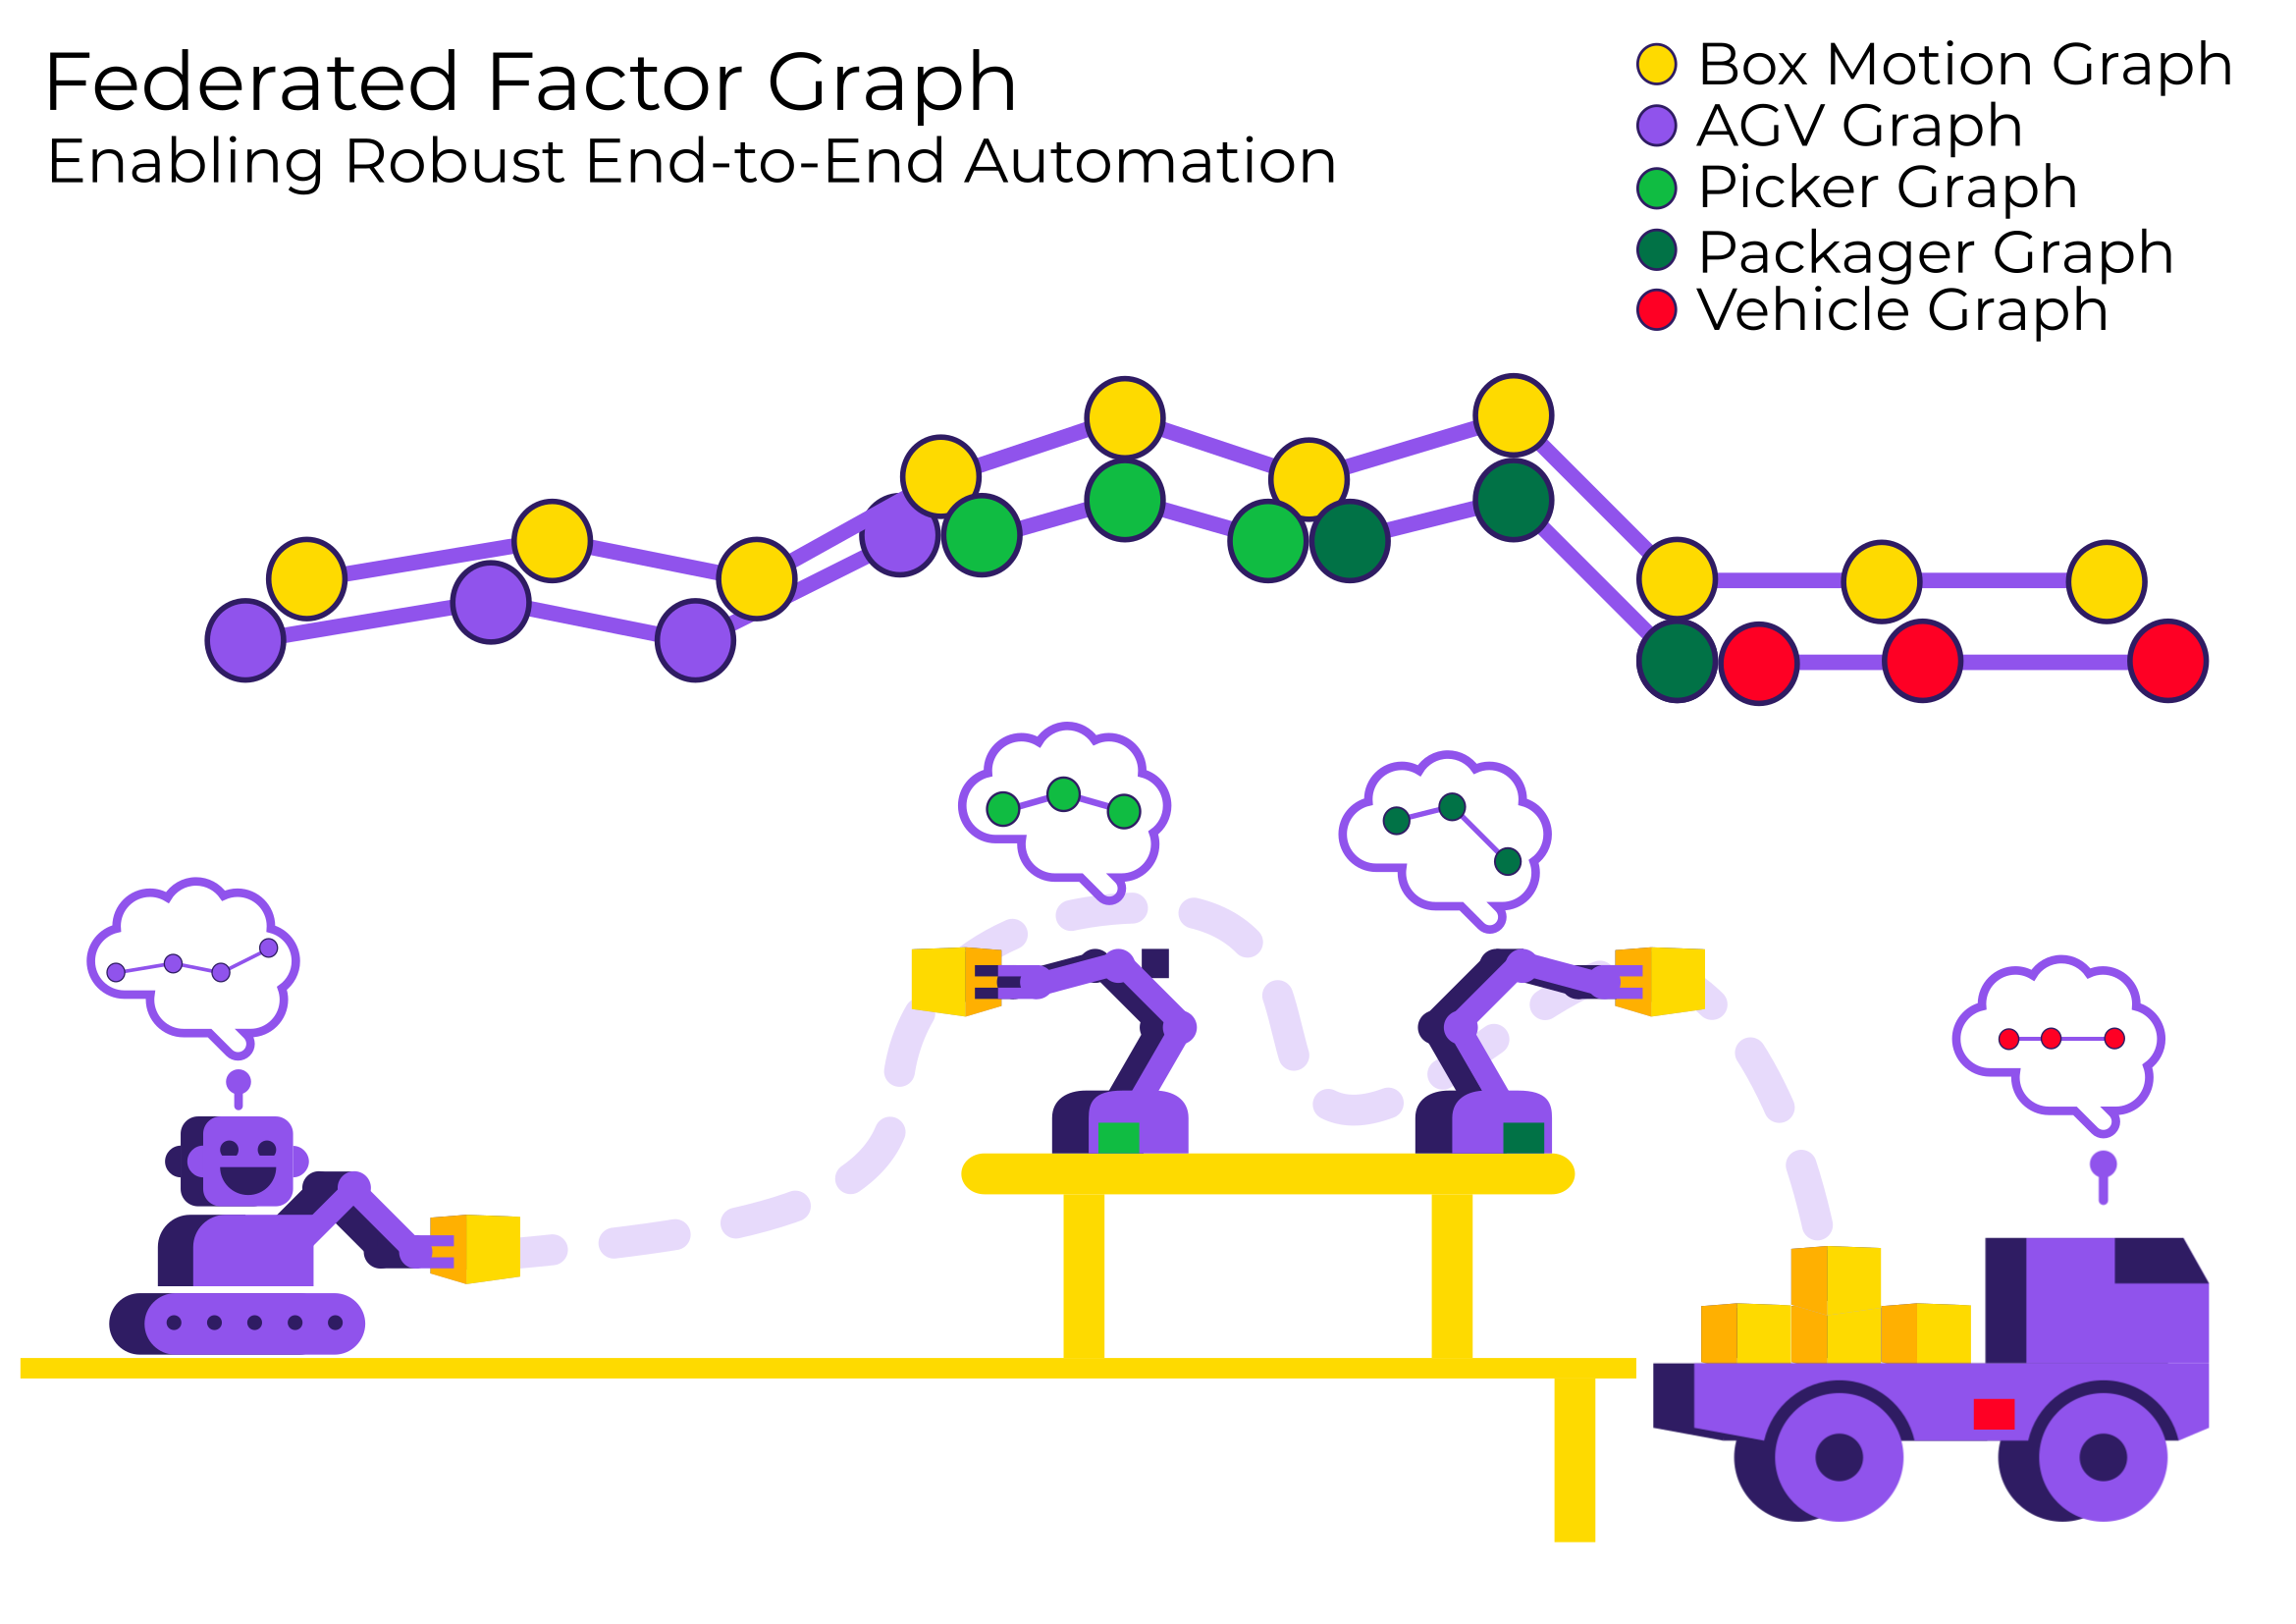 Federated Factor Graph
Enabling Robust End-to-End Automation
Box Motion Graph
AGV Graph
Picker Graph
Packager Graph
Vehicle Graph